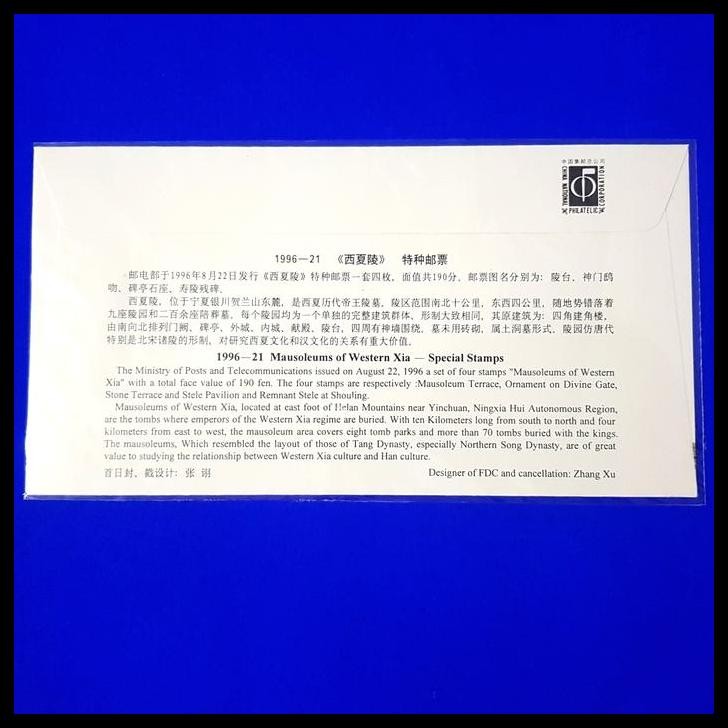 中国集邮总公司
CHINA NATIONAL
PHILATELIC
CORPORATION
1996—21 《西夏陵》 特种邮票
邮电部于1996年8月22日发行《西夏陵》特种邮票一套四枚，面值共190分，邮票图名分别为：陵台、神门鸱
吻、碑亭石座、寿陵残碑。
西夏陵，位于宁夏银川贺兰山东麓，是西夏历代帝王陵墓，陵区范围南北十公里，东西四公里，随地势错落着
九座陵园和二百余座陪葬墓，每个陵园均为一个单独的完整建筑群体，形制大致相同，其原建筑为：四角建角楼，
由南向北排列门阙、碑亭、外城、内城、献殿、陵台，四周有神墙围绕，墓未用砖砌，属土洞墓形式，陵园仿唐代
特别是北宋诸陵的形制，对研究西夏文化和汉文化的关系有重大价值。
1996—21 Mausoleums of Western Xia — Special Stamps
The Ministry of Posts and Telecommunications issued on August 22, 1996 a set of four stamps "Mausoleums of Western
Xia" with a total face value of 190 fen. The four stamps are respectively :Mausoleum Terrace, Ornament on Divine Gate,
Stone Terrace and Stele Pavilion and Remnant Stele at Shouling.
Mausoleums of Western Xia, located at east foot of Helan Mountains near Yinchuan, Ningxia Hui Autonomous Region,
are the tombs where emperors of the Western Xia regime are buried. With ten Kilometers long from south to north and four
kilometers from east to west, the mausoleum area covers eight tomb parks and more than 70 tombs buried with the kings.
The mausoleums, Which resembled the layout of those of Tang Dynasty, especially Northern Song Dynasty, are of great
value to studying the relationship between Western Xia culture and Han culture.
首日封、戳设计：张 诩 Designer of FDC and cancellation: Zhang Xu